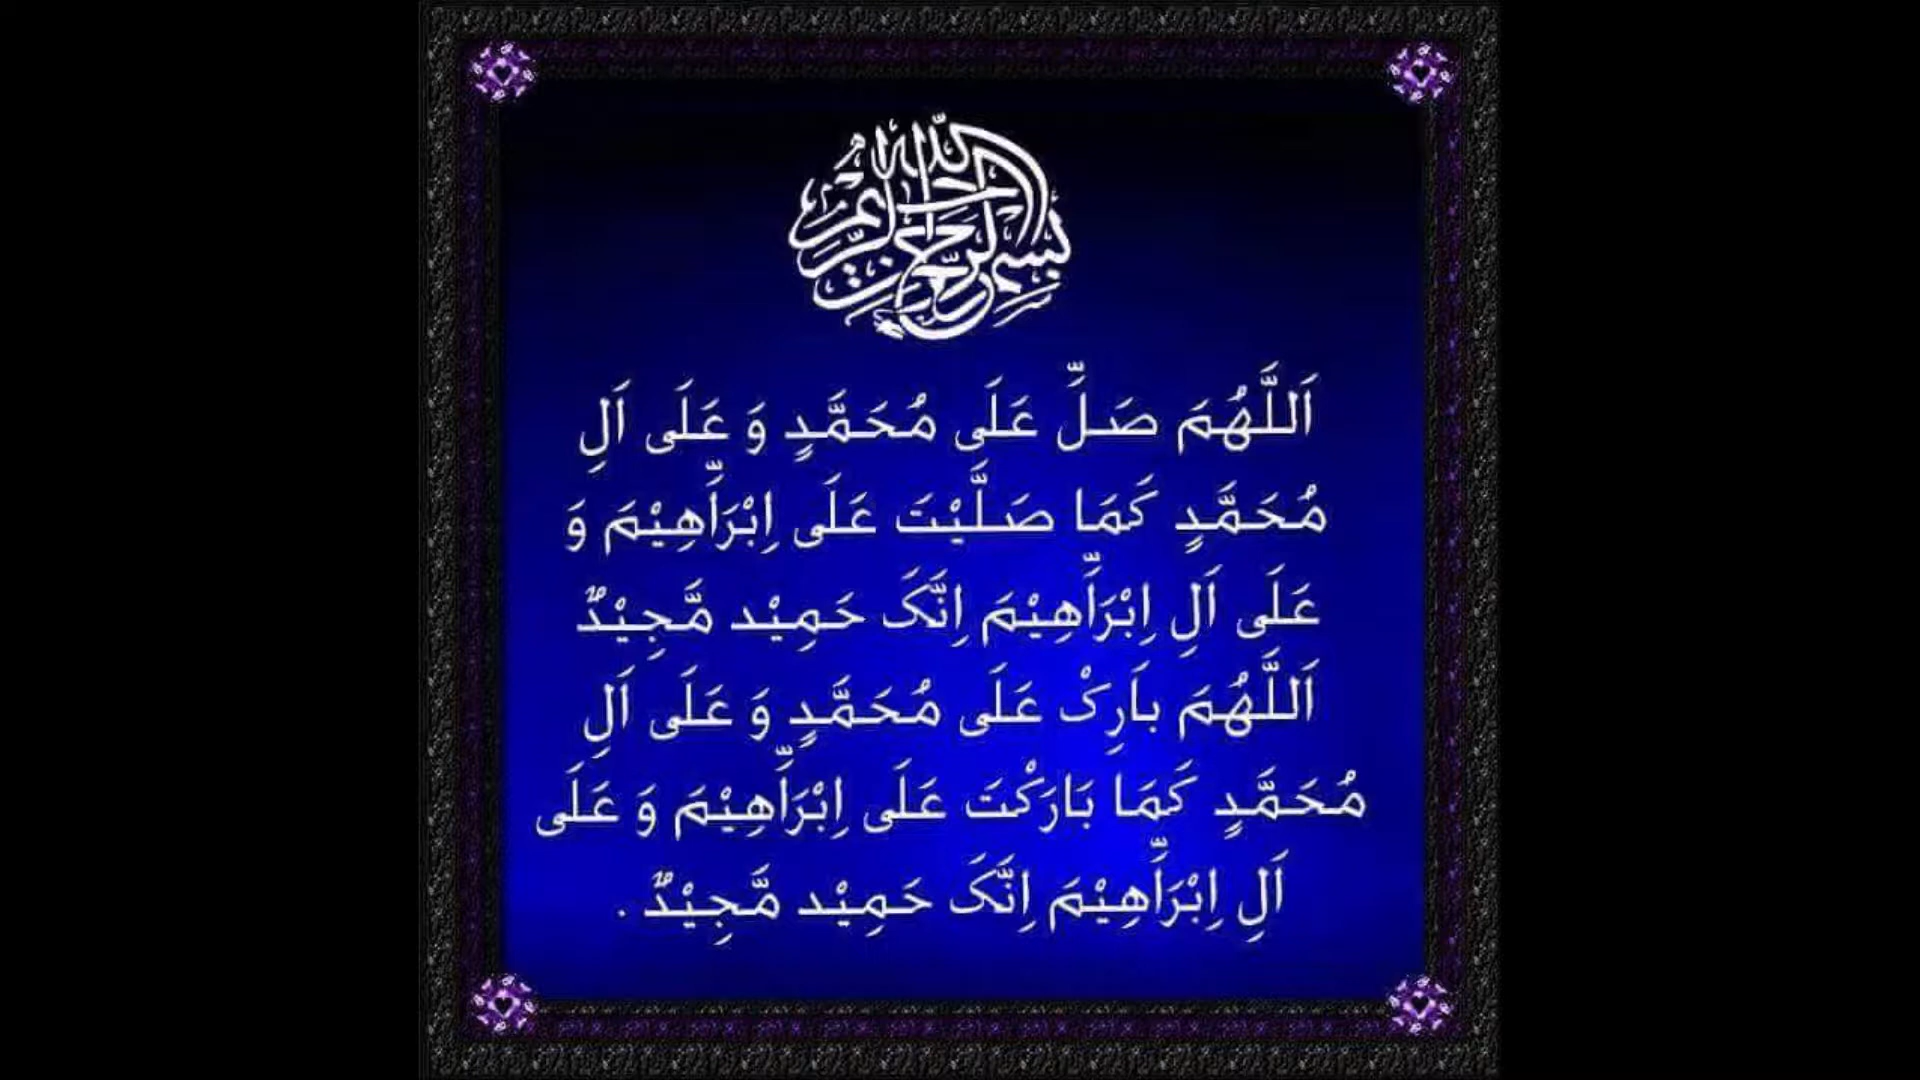 بسم الله الرحمن الرحيم
اَللَّهُمَ صَلِّ عَلَى مُحَمَّدٍ وَ عَلَى اَلِ
مُحَمَّدٍ كَمَا صَلَّيْتَ عَلَى اِبْرَاهِيْمَ وَ
عَلَى اَلِ اِبْرَاهِيْمَ اِنَّکَ حَمِيْد مَّجِيْدٌ
اَللَّهُمَ بَارِکْ عَلَى مُحَمَّدٍ وَ عَلَى اَلِ
مُحَمَّدٍ كَمَا بَارَكْتَ عَلَى اِبْرَاهِيْمَ وَ عَلَى
اَلِ اِبْرَاهِيْمَ اِنَّکَ حَمِيْد مَّجِيْدٌ .